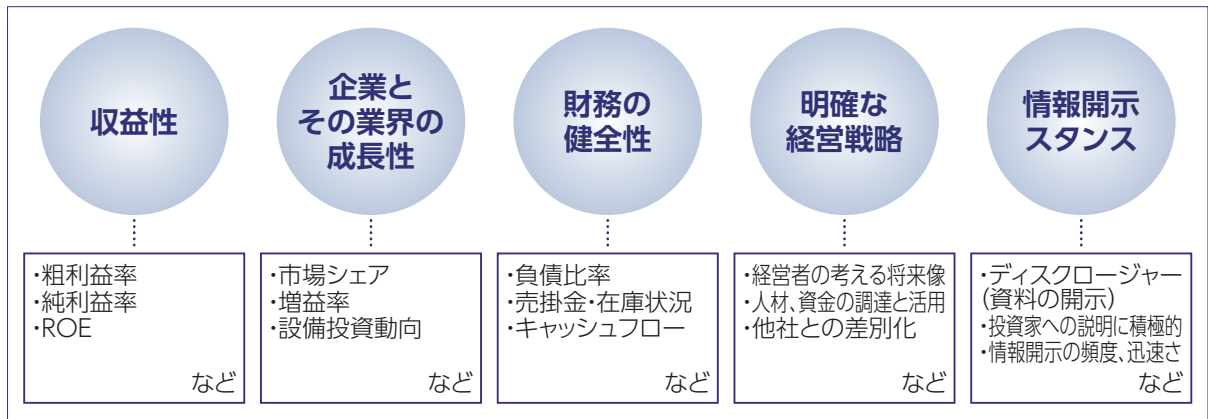 収益性
・粗利益率
・純利益率
・ROE
など
企業と
その業界の
成長性
・市場シェア
・増益率
・設備投資動向
など
財務の
健全性
・負債比率
・売掛金・在庫状況
・キャッシュフロー
など
明確な
経営戦略
・経営者の考える将来像
・人材、資金の調達と活用
・他社との差別化
など
情報開示
スタンス
・ディスクロージャー
(資料の開示)
・投資家への説明に積極的
・情報開示の頻度、迅速さ
など